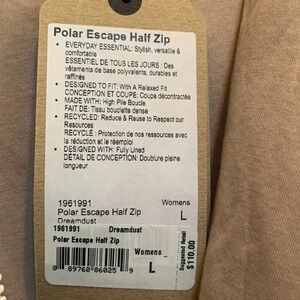 Polar Escape Half Zip
• EVERYDAY ESSENTIAL: Stylish, versatile &
comfortable
ESSENTIEL DE TOUS LES JOURS : Des
vêtements de base polyvalents, durables et
raffinés
• DESIGNED TO FIT: With A Relaxed Fit
CONCEPTION ET COUPE: Coupe décontractée
• MADE WITH: High Pile Boucle
FAIT DE: Tissu bouclette dense
• RECYCLED: Reduce & Reuse to Respect our
Resources
RECYCLÉ : Protection de nos ressources avec
la réduction et le réemploi
• DESIGNED WITH: Fully Lined
DÉTAIL DE CONCEPTION: Doublure pleine
longueur
1961991 Womens
Polar Escape Half Zip L
Dreamdust
1961991 Dreamdust
Polar Escape Half Zip
Womens
L
8 89760 86025 9
Suggested Retail
$110.00